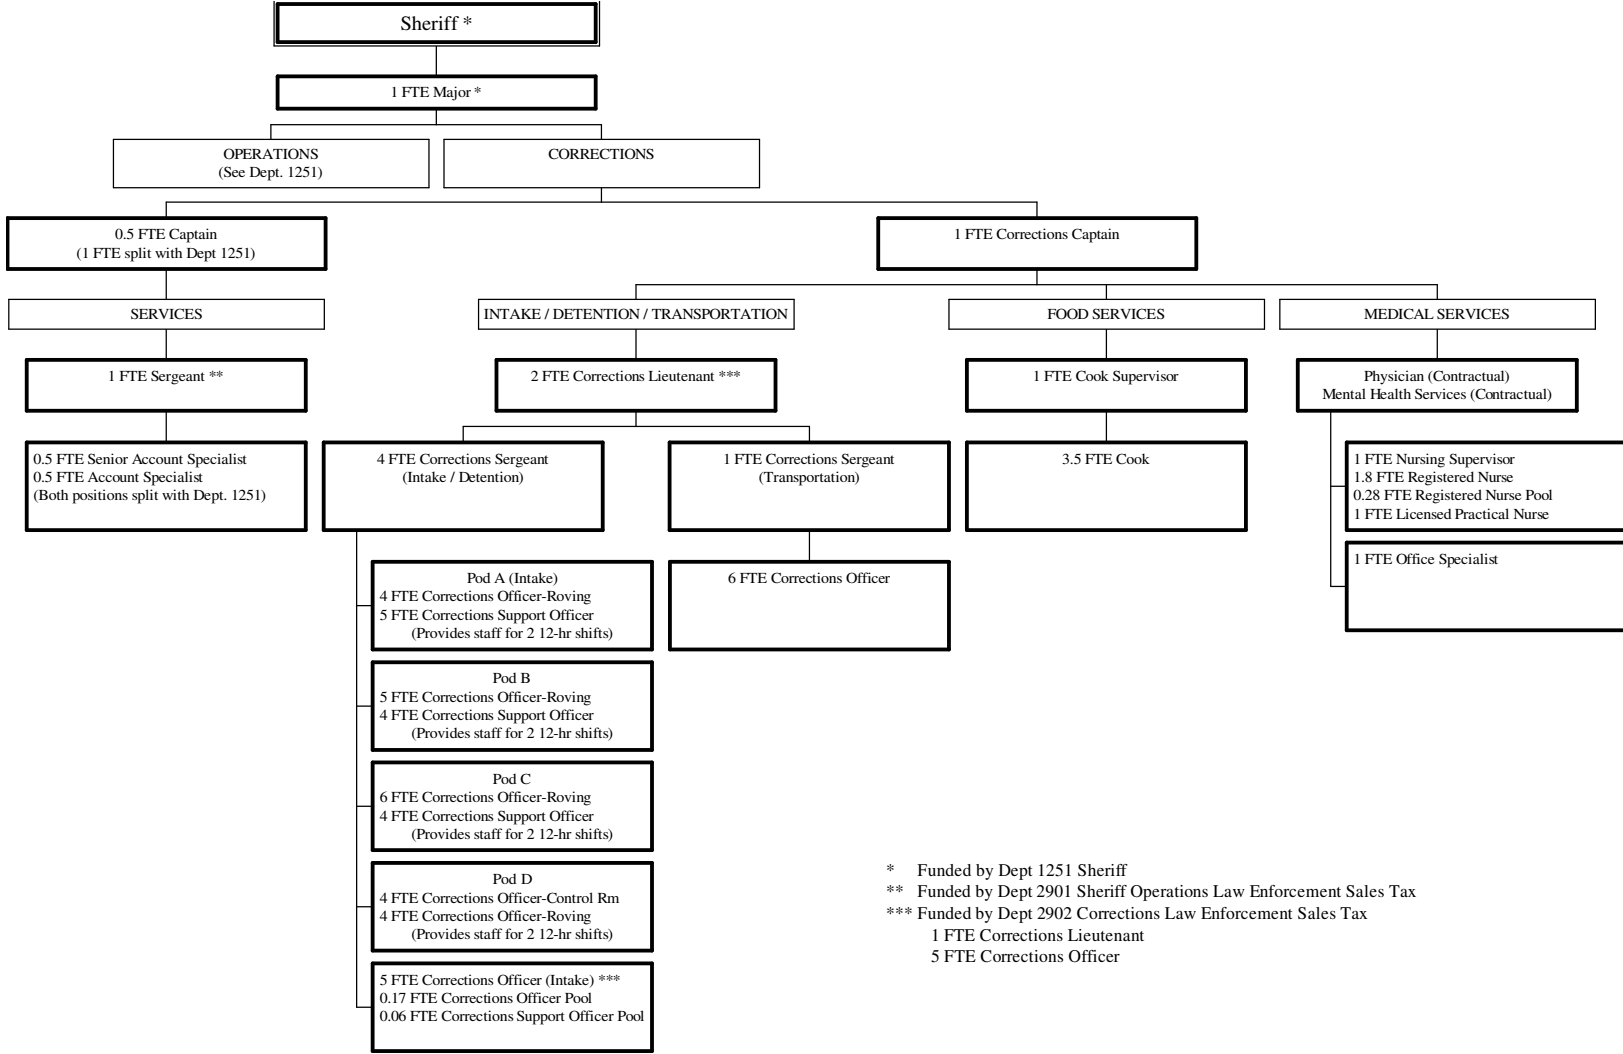 Sheriff *
1 FTE Major *
OPERATIONS
(See Dept. 1251)
CORRECTIONS
0.5 FTE Captain
(1 FTE split with Dept 1251)
1 FTE Corrections Captain
SERVICES
INTAKE / DETENTION / TRANSPORTATION
FOOD SERVICES
MEDICAL SERVICES
1 FTE Sergeant **
2 FTE Corrections Lieutenant ***
1 FTE Cook Supervisor
Physician (Contractual)
Mental Health Services (Contractual)
0.5 FTE Senior Account Specialist
0.5 FTE Account Specialist
(Both positions split with Dept. 1251)
4 FTE Corrections Sergeant
(Intake / Detention)
1 FTE Corrections Sergeant
(Transportation)
3.5 FTE Cook
1 FTE Nursing Supervisor
1.8 FTE Registered Nurse
0.28 FTE Registered Nurse Pool
1 FTE Licensed Practical Nurse
1 FTE Office Specialist
Pod A (Intake)
4 FTE Corrections Officer-Roving
5 FTE Corrections Support Officer
(Provides staff for 2 12-hr shifts)
6 FTE Corrections Officer
Pod B
5 FTE Corrections Officer-Roving
4 FTE Corrections Support Officer
(Provides staff for 2 12-hr shifts)
Pod C
6 FTE Corrections Officer-Roving
4 FTE Corrections Support Officer
(Provides staff for 2 12-hr shifts)
Pod D
4 FTE Corrections Officer-Control Rm
4 FTE Corrections Officer-Roving
(Provides staff for 2 12-hr shifts)
5 FTE Corrections Officer (Intake) ***
0.17 FTE Corrections Officer Pool
0.06 FTE Corrections Support Officer Pool
* Funded by Dept 1251 Sheriff
** Funded by Dept 2901 Sheriff Operations Law Enforcement Sales Tax
*** Funded by Dept 2902 Corrections Law Enforcement Sales Tax
1 FTE Corrections Lieutenant
5 FTE Corrections Officer